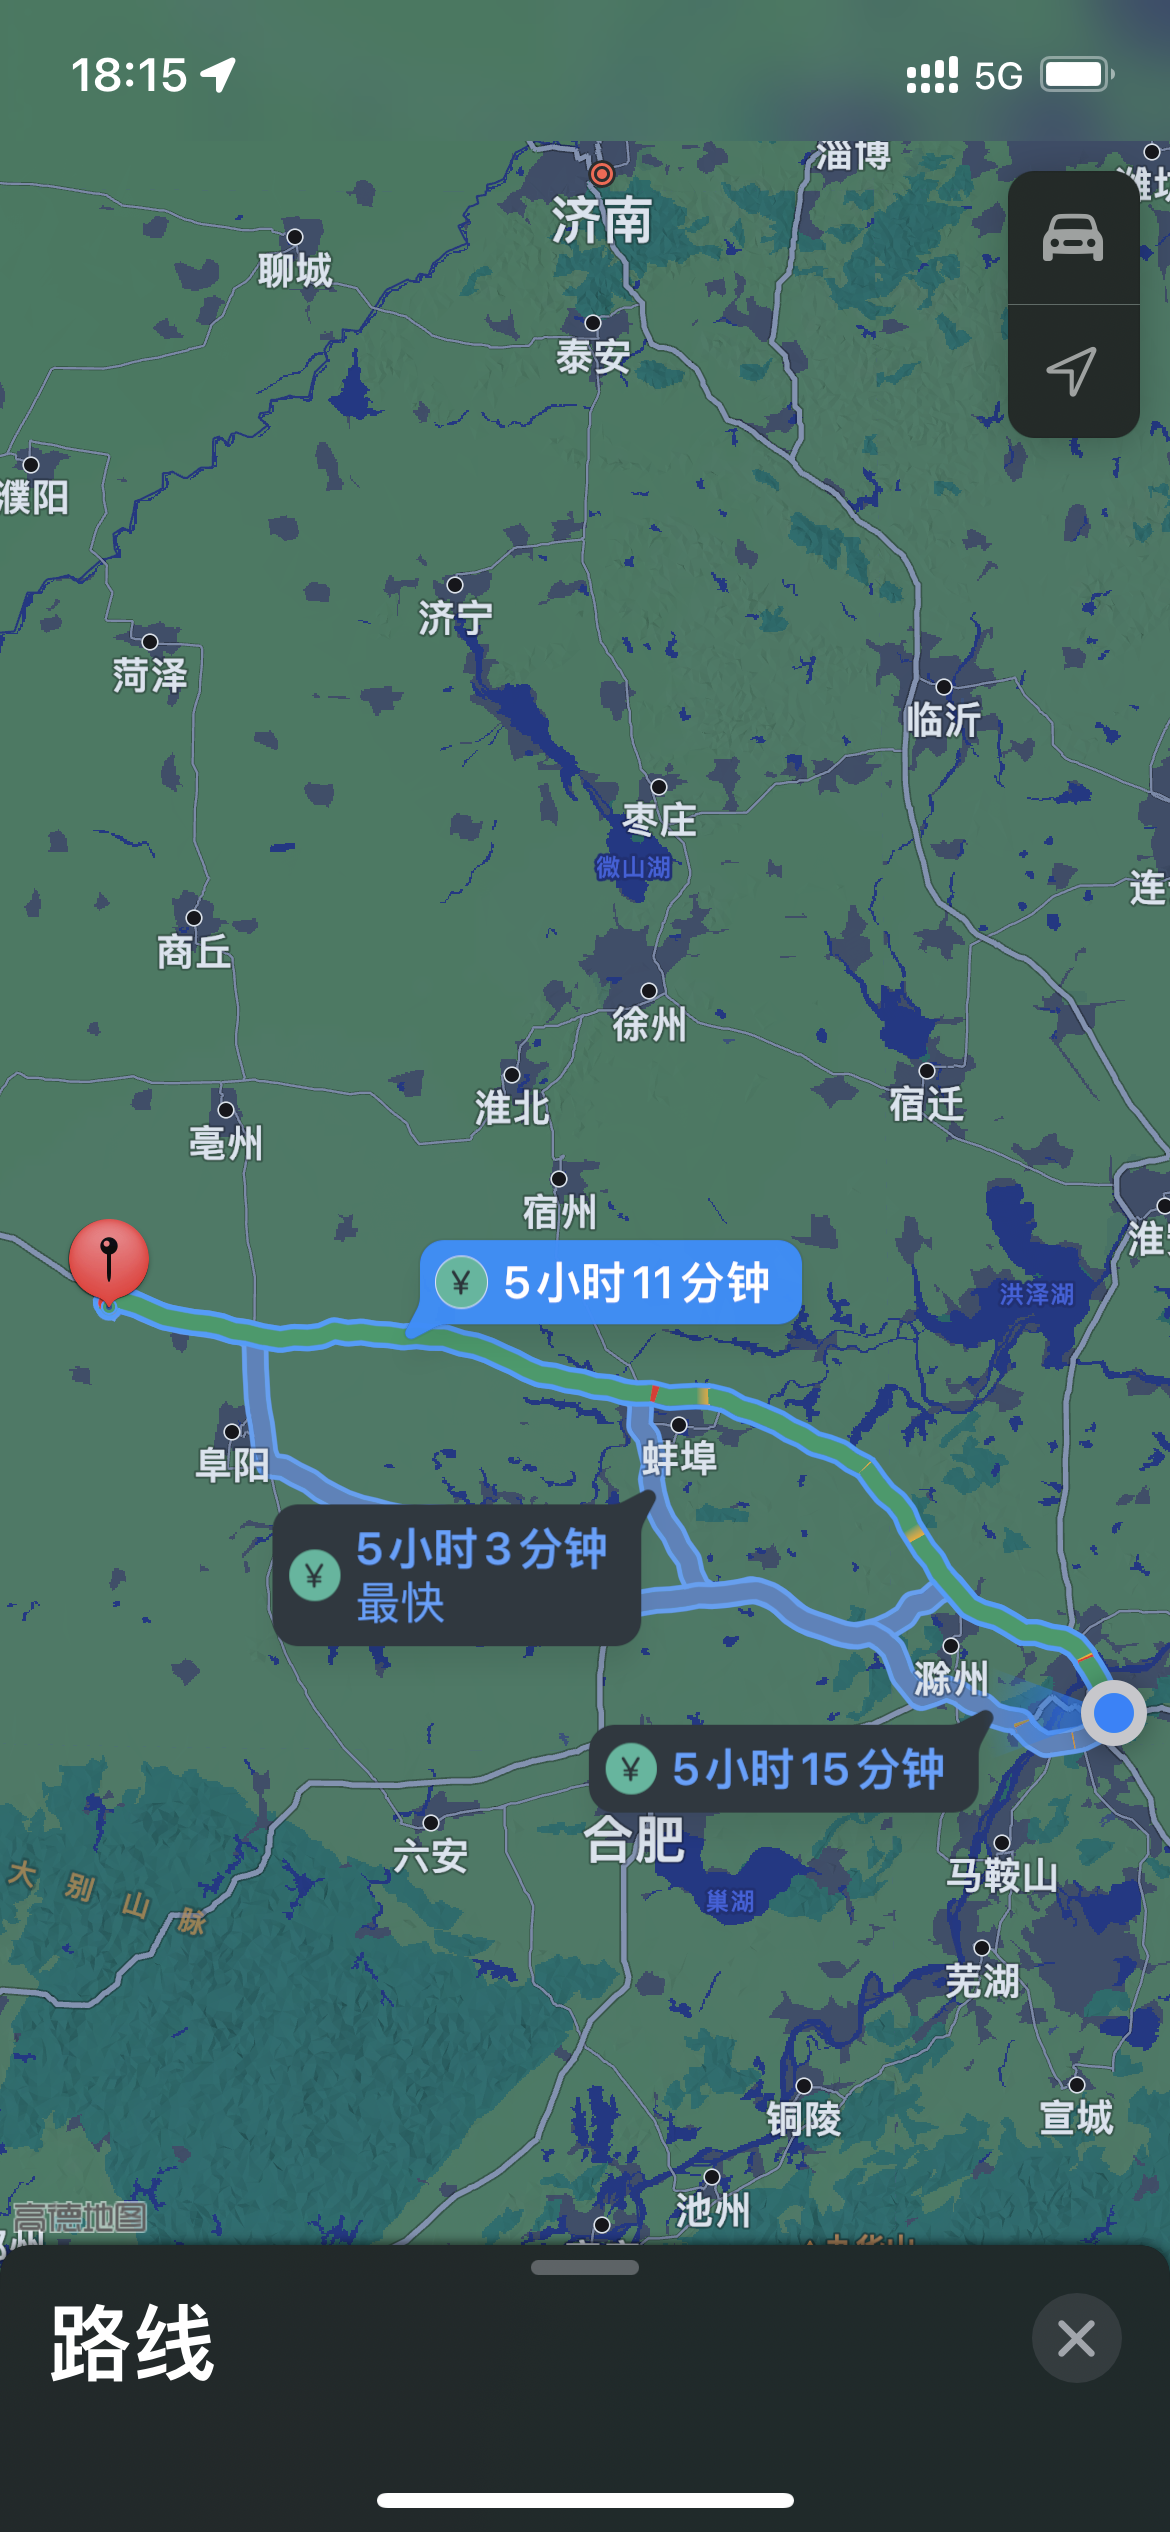 18:15
5G
淄博
济南
聊城
泰安
濮阳
济宁
菏泽
临沂
枣庄
微山湖
商丘
徐州
淮北
宿迁
亳州
宿州
¥ 5小时11分钟
洪泽湖
阜阳
蚌埠
¥ 5小时3分钟
最快
滁州
¥ 5小时15分钟
合肥
六安
马鞍山
巢湖
大别山脉
芜湖
铜陵
宣城
池州
高德地图
九华山
路线